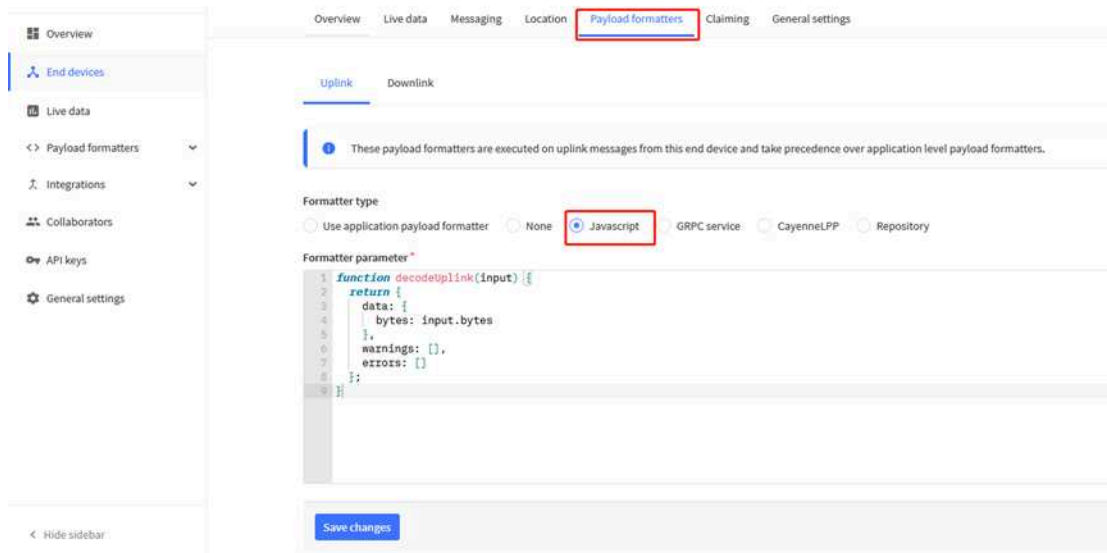 Overview
End devices
Live data
<> Payload formatters
Integrations
Collaborators
API keys
General settings
< Hide sidebar
Overview Live data Messaging Location Payload formatters Claiming General settings
Uplink Downlink
These payload formatters are executed on uplink messages from this end device and take precedence over application level payload formatters.
Formatter type
Use application payload formatter None Javascript GRPC service CayenneLPP Repository
Formatter parameter *
1 function decodeUplink(input) {
2 return {
3 data: {
4 bytes: input.bytes
5 },
6 warnings: [],
7 errors: []
8 };
9 }
Save changes